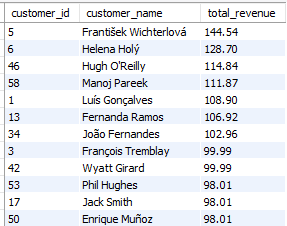 customer_id customer_name total_revenue
5 František Wichterlová 144.54
6 Helena Holý 128.70
46 Hugh O'Reilly 114.84
58 Manoj Pareek 111.87
1 Luís Gonçalves 108.90
13 Fernanda Ramos 106.92
34 João Fernandes 102.96
3 François Tremblay 99.99
42 Wyatt Girard 99.99
53 Phil Hughes 98.01
17 Jack Smith 98.01
50 Enrique Muñoz 98.01